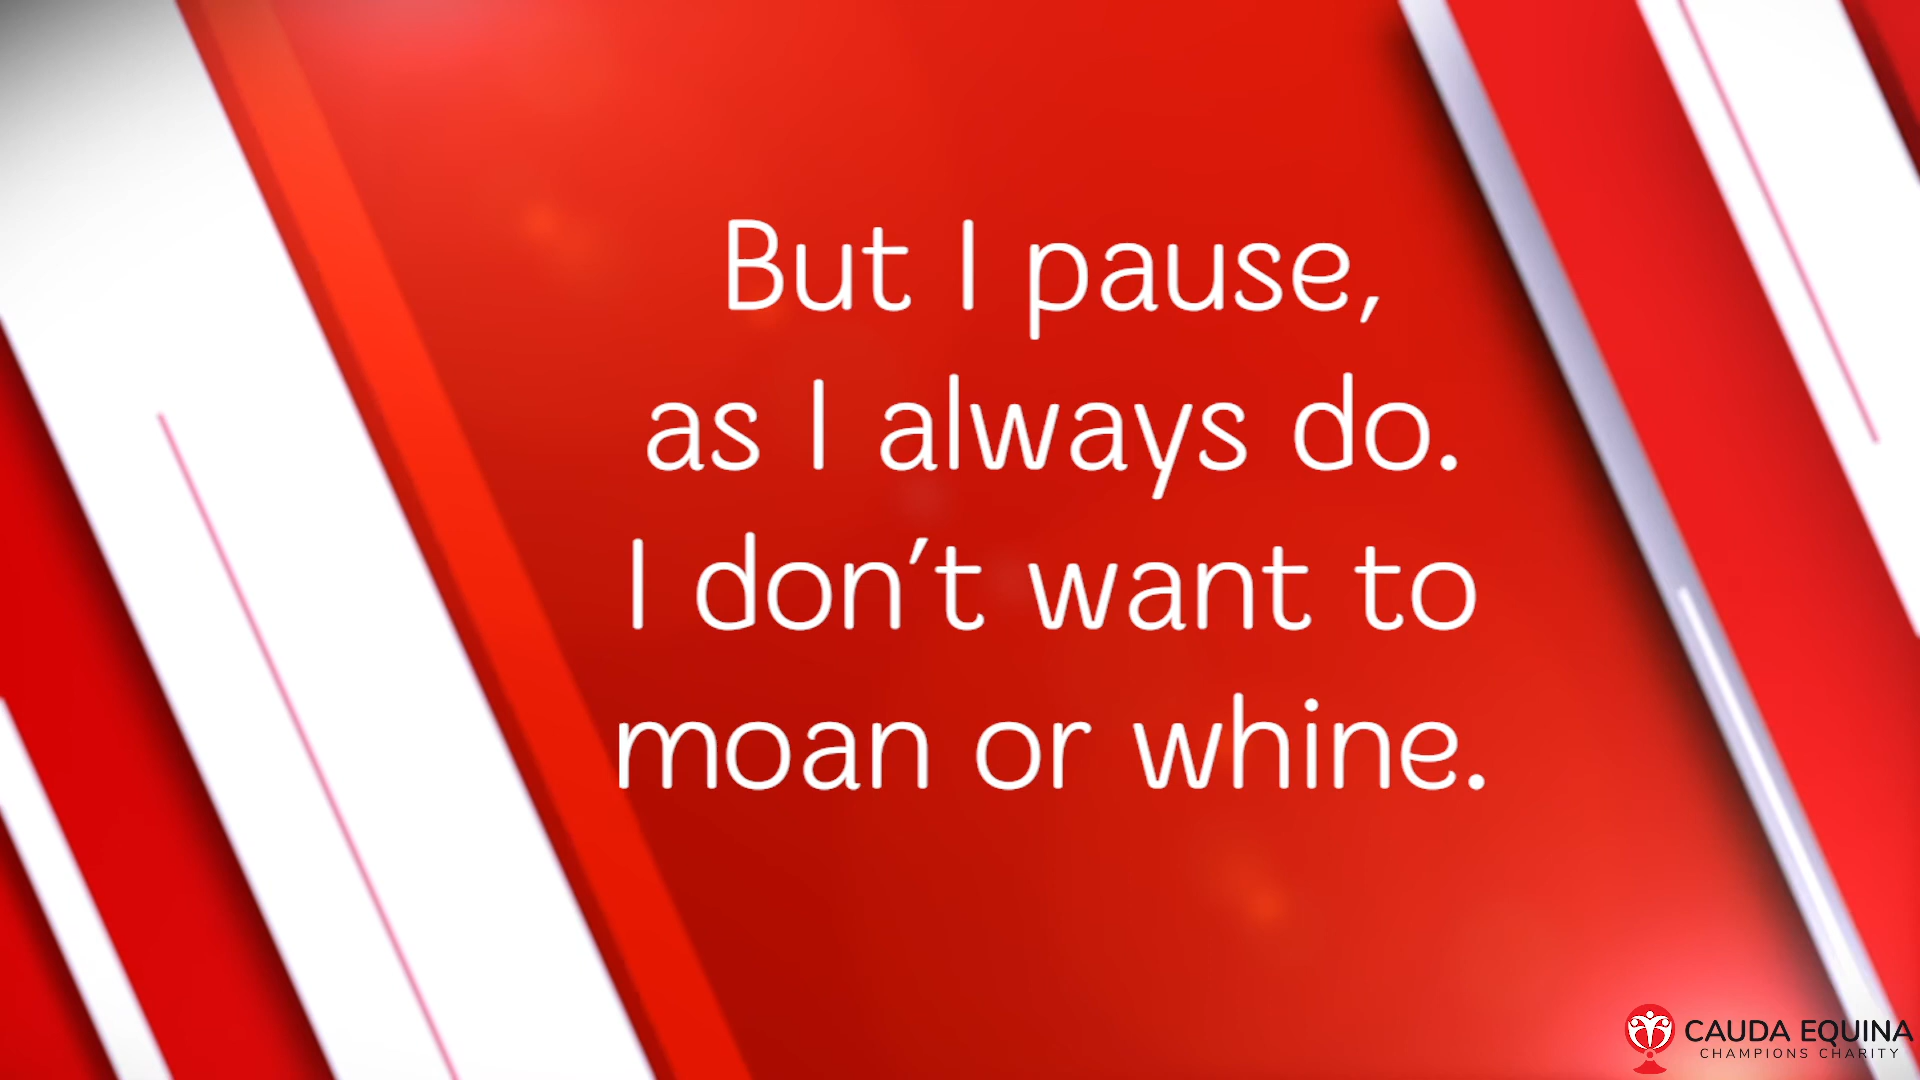 But I pause,
as I always do.
I don’t want to
moan or whine.
CAUDA EQUINA
CHAMPIONS CHARITY